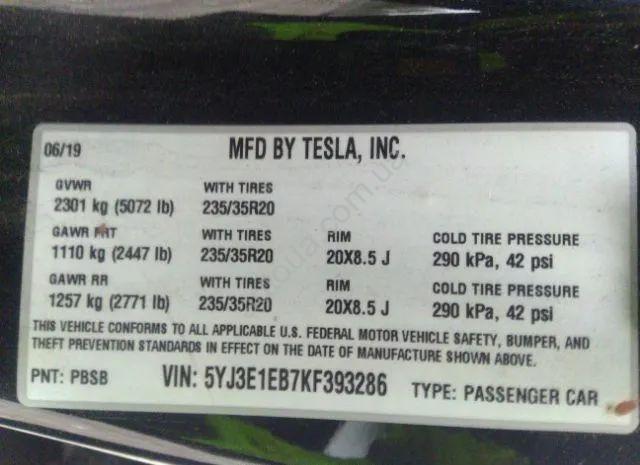 06/19 MFD BY TESLA, INC.
GVWR WITH TIRES
2301 kg (5072 lb) 235/35R20
GAWR FRT WITH TIRES RIM COLD TIRE PRESSURE
1110 kg (2447 lb) 235/35R20 20X8.5 J 290 kPa, 42 psi
GAWR RR WITH TIRES RIM COLD TIRE PRESSURE
1257 kg (2771 lb) 235/35R20 20X8.5 J 290 kPa, 42 psi
THIS VEHICLE CONFORMS TO ALL APPLICABLE U.S. FEDERAL MOTOR VEHICLE SAFETY, BUMPER, AND
THEFT PREVENTION STANDARDS IN EFFECT ON THE DATE OF MANUFACTURE SHOWN ABOVE.
PNT: PBSB VIN: 5YJ3E1EB7KF393286 TYPE: PASSENGER CAR